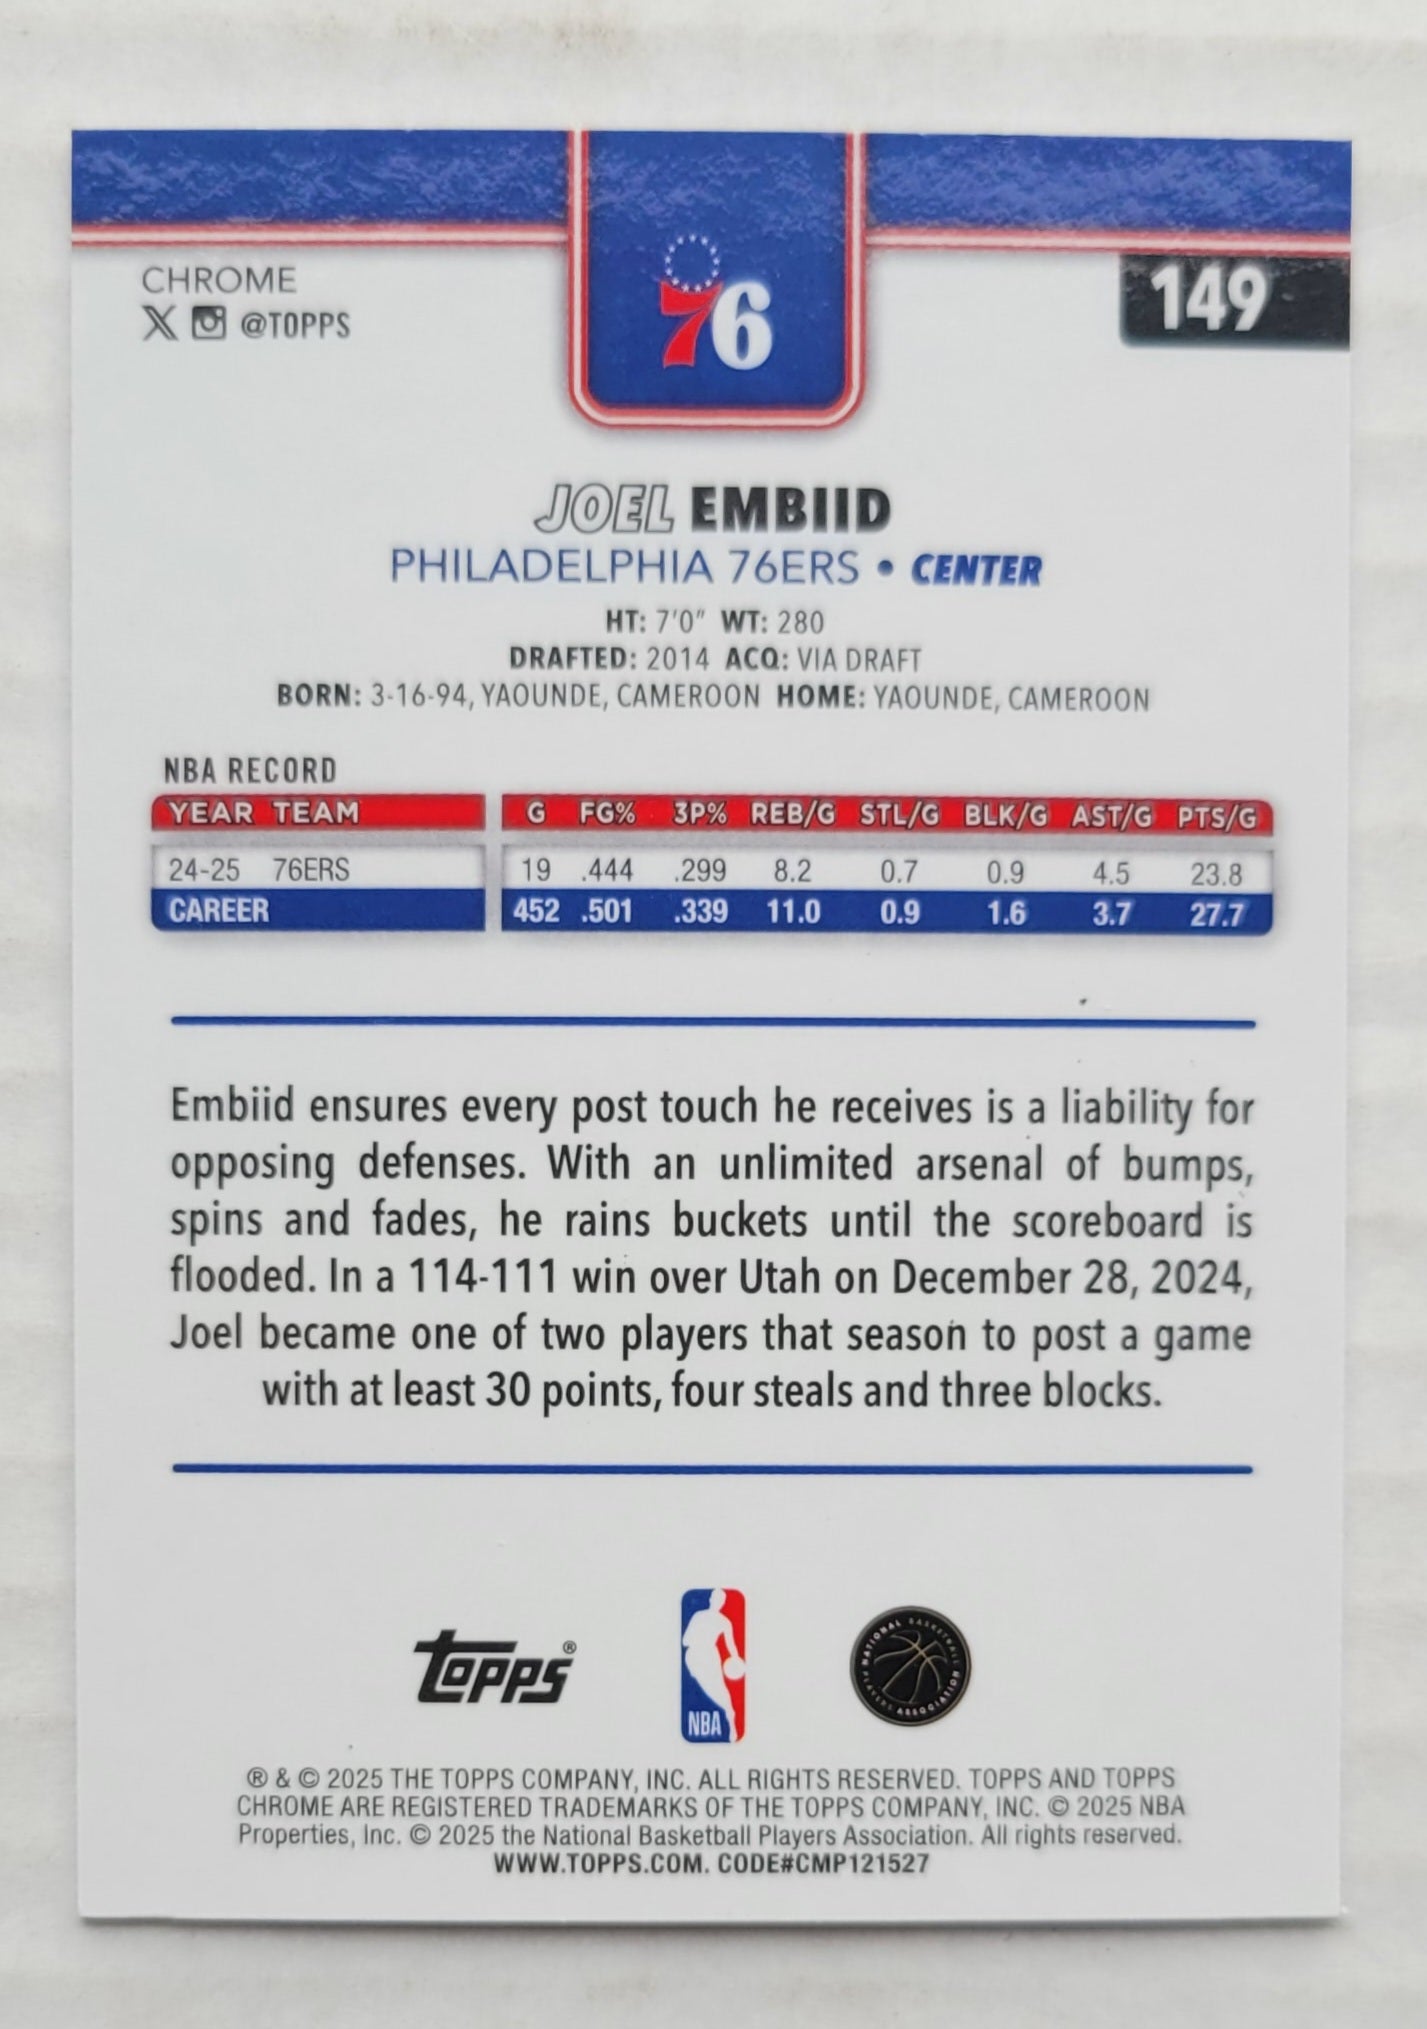 CHROME
@TOPPS
76
149
JOEL EMBIID
PHILADELPHIA 76ERS • CENTER
HT: 7'0" WT: 280
DRAFTED: 2014 ACQ: VIA DRAFT
BORN: 3-16-94, YAOUNDE, CAMEROON HOME: YAOUNDE, CAMEROON
NBA RECORD
YEAR TEAM G FG% 3P% REB/G STL/G BLK/G AST/G PTS/G
24-25 76ERS 19 .444 .299 8.2 0.7 0.9 4.5 23.8
CAREER 452 .501 .339 11.0 0.9 1.6 3.7 27.7
Embiid ensures every post touch he receives is a liability for
opposing defenses. With an unlimited arsenal of bumps,
spins and fades, he rains buckets until the scoreboard is
flooded. In a 114-111 win over Utah on December 28, 2024,
Joel became one of two players that season to post a game
with at least 30 points, four steals and three blocks.
Topps®
NBA
NATIONAL BASKETBALL PLAYERS ASSOCIATION
® & © 2025 THE TOPPS COMPANY, INC. ALL RIGHTS RESERVED. TOPPS AND TOPPS
CHROME ARE REGISTERED TRADEMARKS OF THE TOPPS COMPANY, INC. © 2025 NBA
Properties, Inc. © 2025 the National Basketball Players Association. All rights reserved.
WWW.TOPPS.COM. CODE#CMP121527